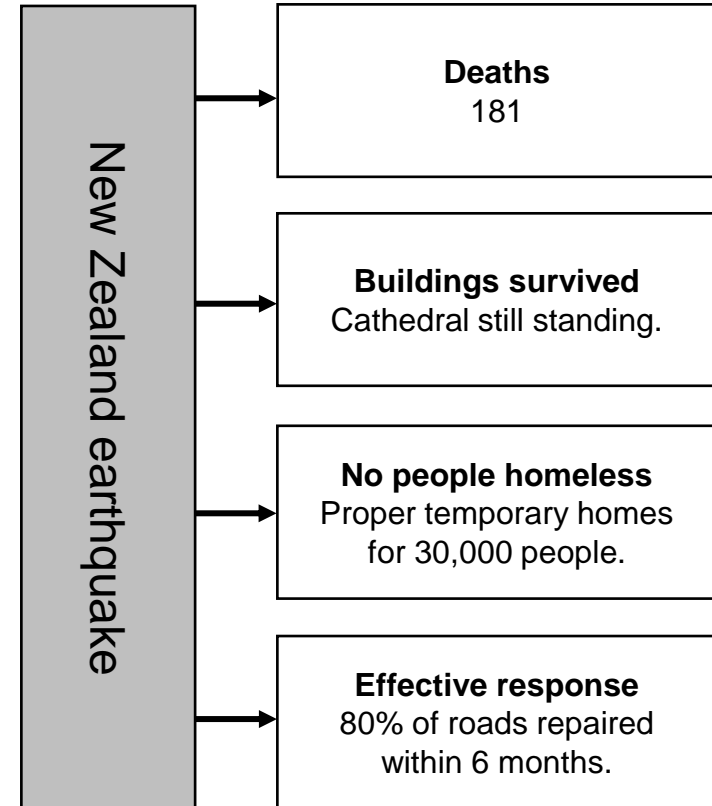 New Zealand earthquake
Deaths
181
Buildings survived
Cathedral still standing.
No people homeless
Proper temporary homes
for 30,000 people.
Effective response
80% of roads repaired
within 6 months.